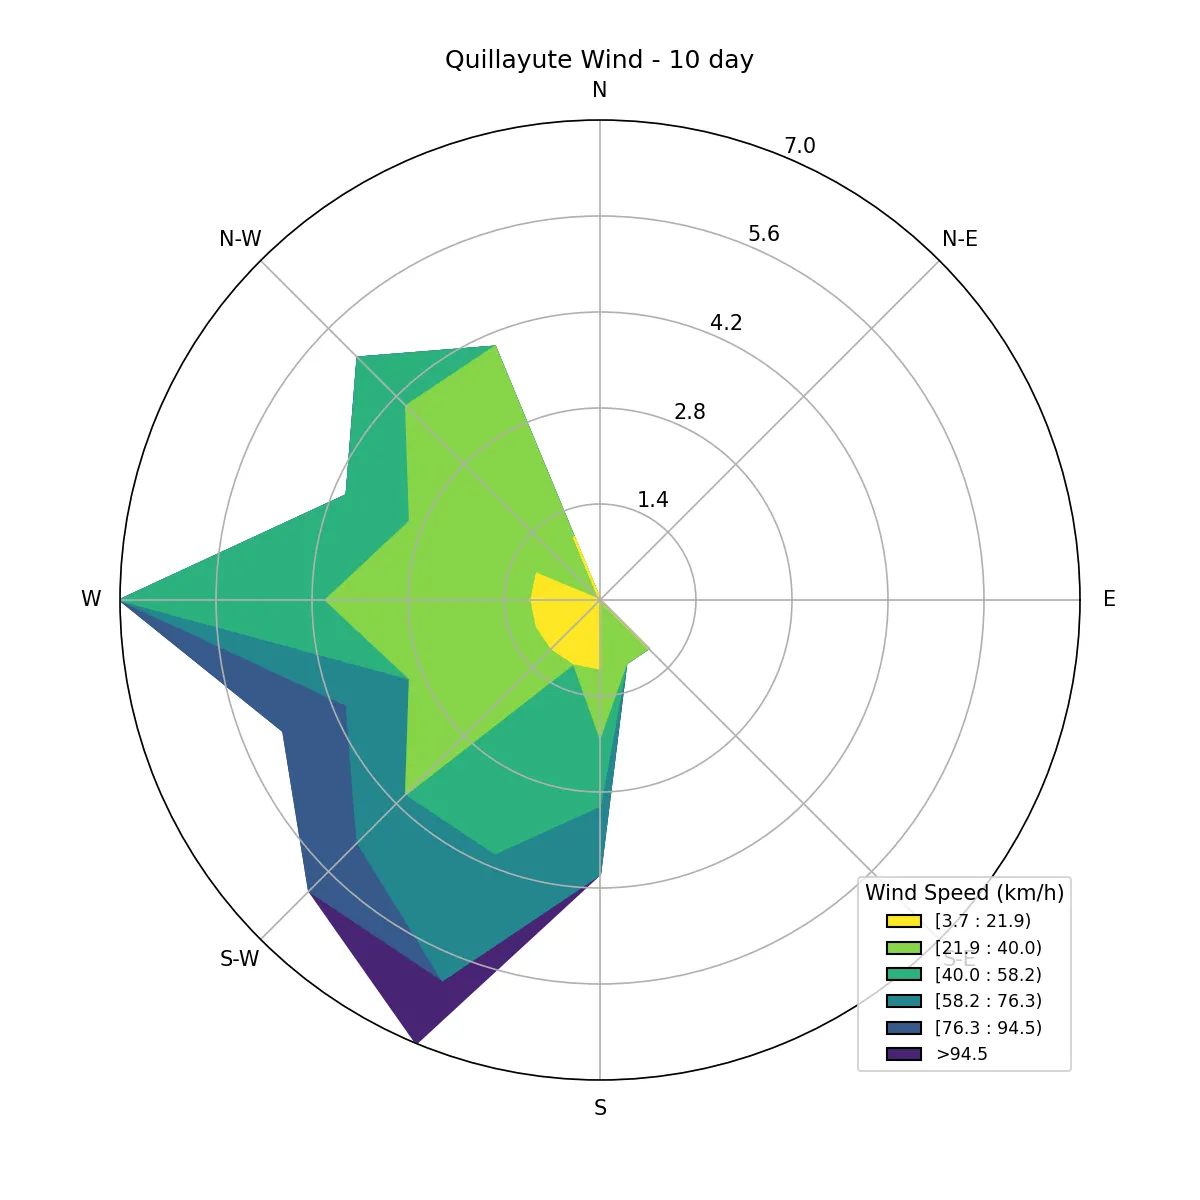 Quillayute Wind - 10 day
N
7.0
N-W
5.6
N-E
4.2
2.8
1.4
W
E
S-W
S-E
S
Wind Speed (km/h)
[3.7 : 21.9)
[21.9 : 40.0)
[40.0 : 58.2)
[58.2 : 76.3)
[76.3 : 94.5)
>94.5